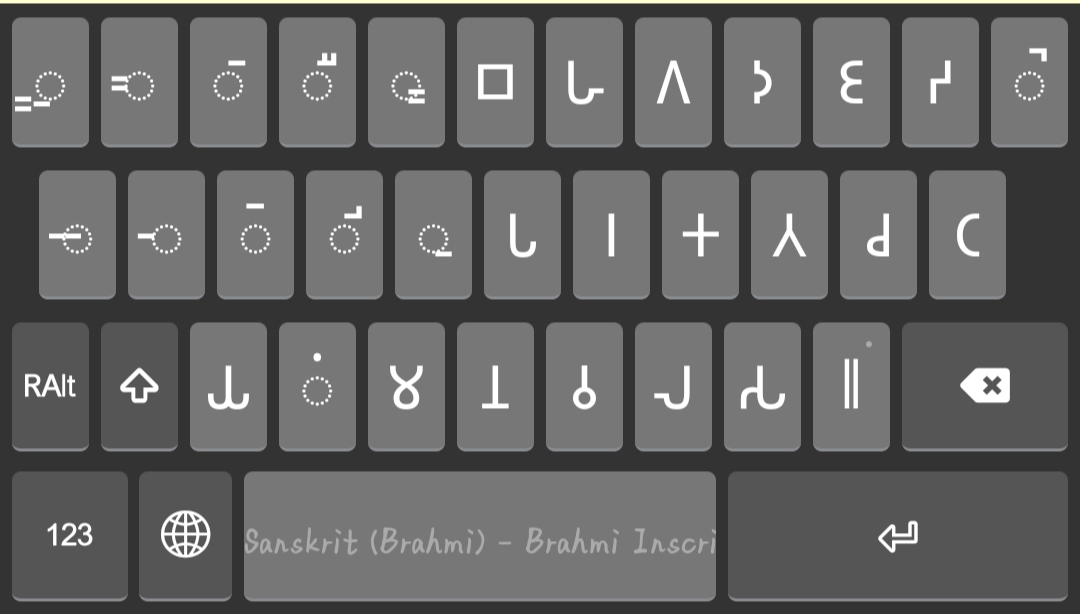 ◌𑁅 ◌𑁃 ◌𑀸 ◌𑀻 ◌𑀽 𑀩 𑀳 𑀕 𑀤 𑀚 𑀟 ◌𑀹
◌𑁄 ◌𑁂 ◌𑁆 ◌𑀺 ◌𑀼 𑀧 𑀭 𑀓 𑀢 𑀘 𑀝
RAlt 𑀬 ◌𑀁 𑀫 𑀦 𑀯 𑀮 𑀲 𑁈
123 Sanskrit (Brahmi) - Brahmi Inscri